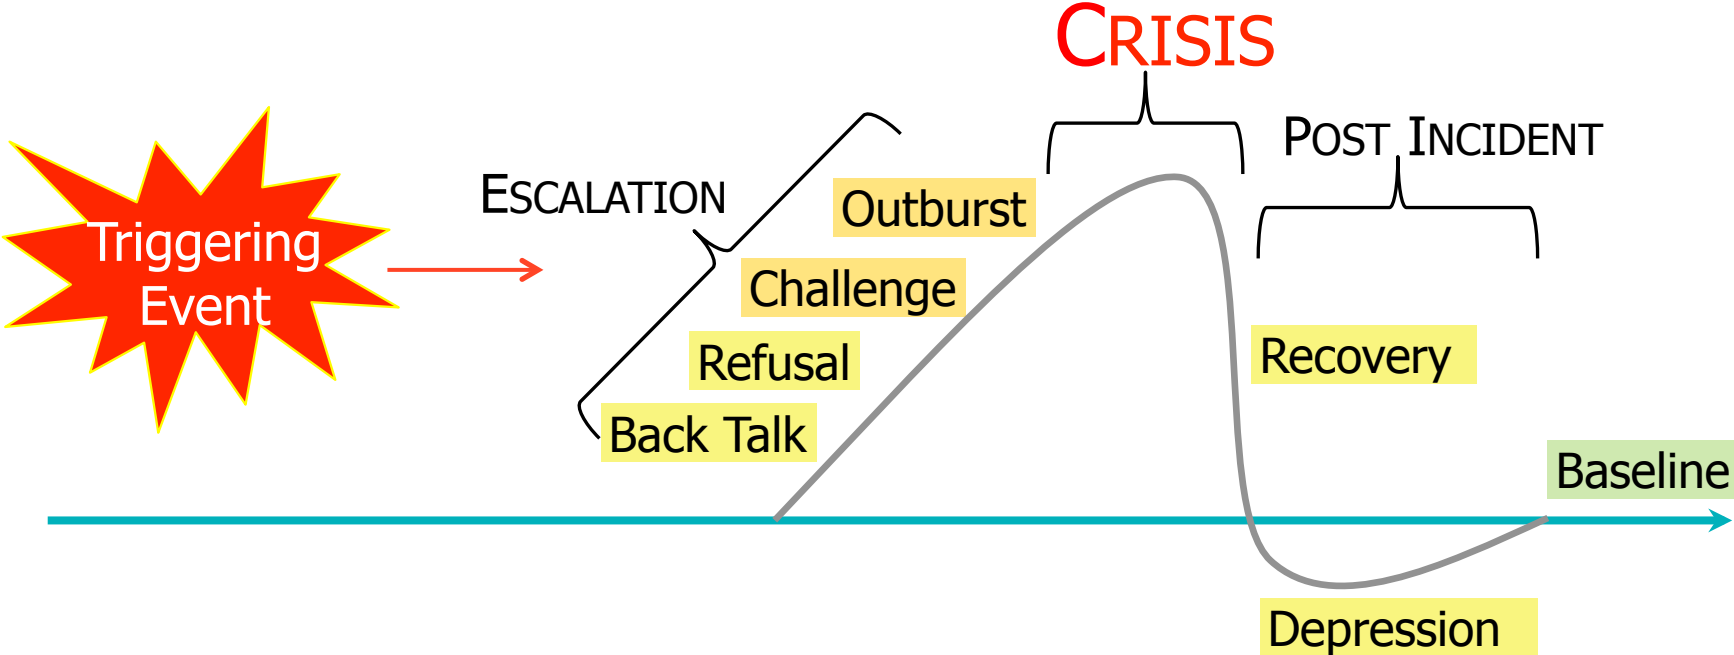 CRISIS
POST INCIDENT
ESCALATION
Outburst
Triggering
Event
Challenge
Refusal
Recovery
Back Talk
Baseline
Depression